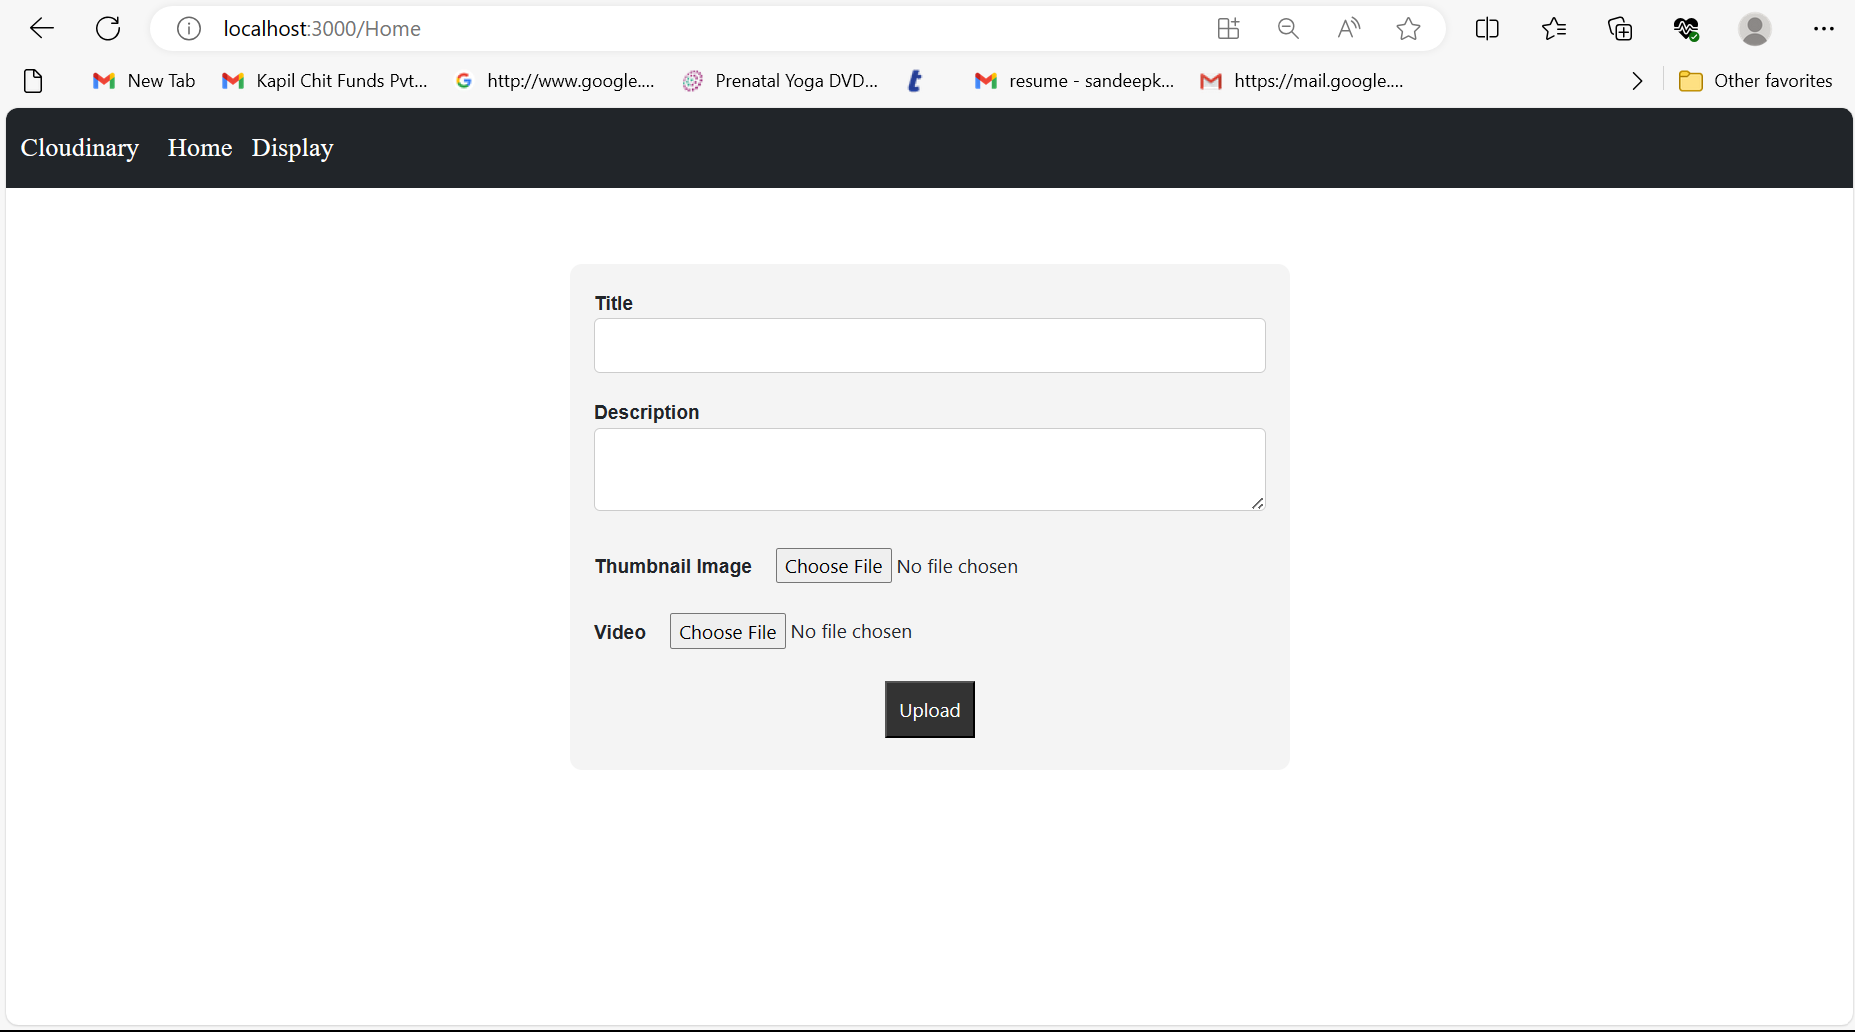 localhost:3000/Home
New Tab Kapil Chit Funds Pvt... http://www.google.... Prenatal Yoga DVD... t resume - sandeepk... https://mail.google.... Other favorites
Cloudinary Home Display
Title
Description
Thumbnail Image Choose File No file chosen
Video Choose File No file chosen
Upload